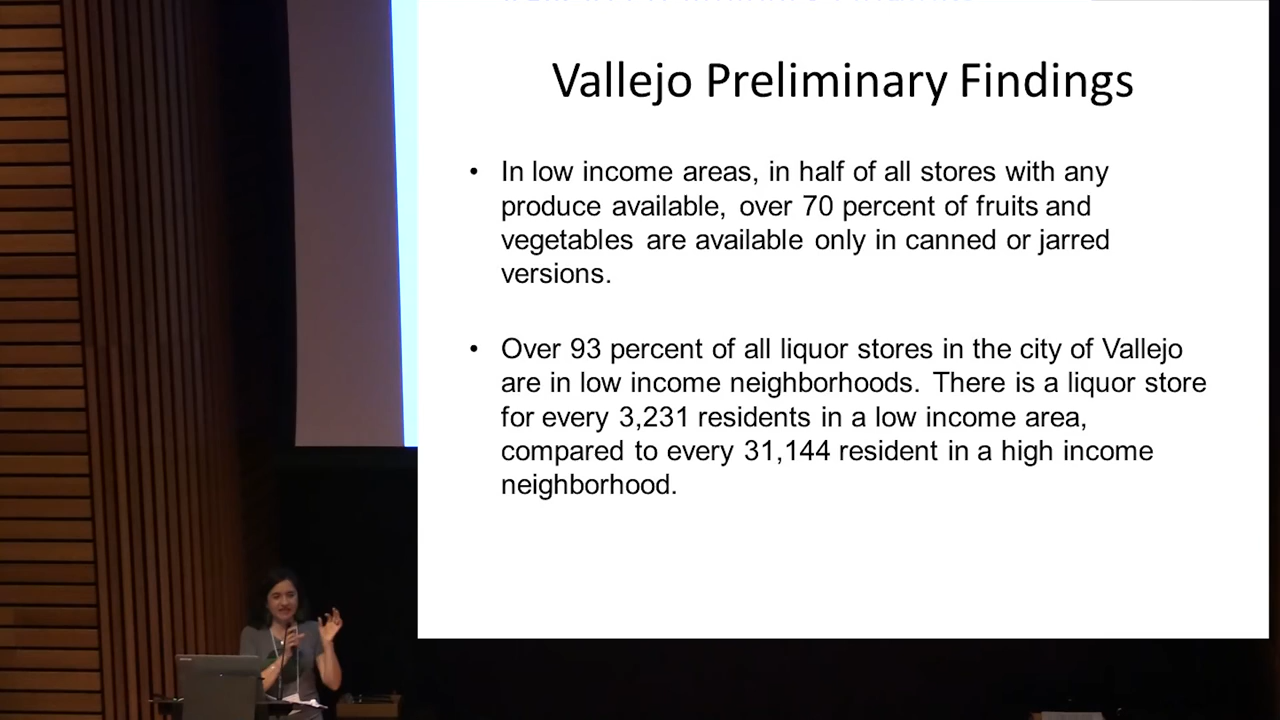 Vallejo Preliminary Findings
• In low income areas, in half of all stores with any
produce available, over 70 percent of fruits and
vegetables are available only in canned or jarred
versions.
• Over 93 percent of all liquor stores in the city of Vallejo
are in low income neighborhoods. There is a liquor store
for every 3,231 residents in a low income area,
compared to every 31,144 resident in a high income
neighborhood.